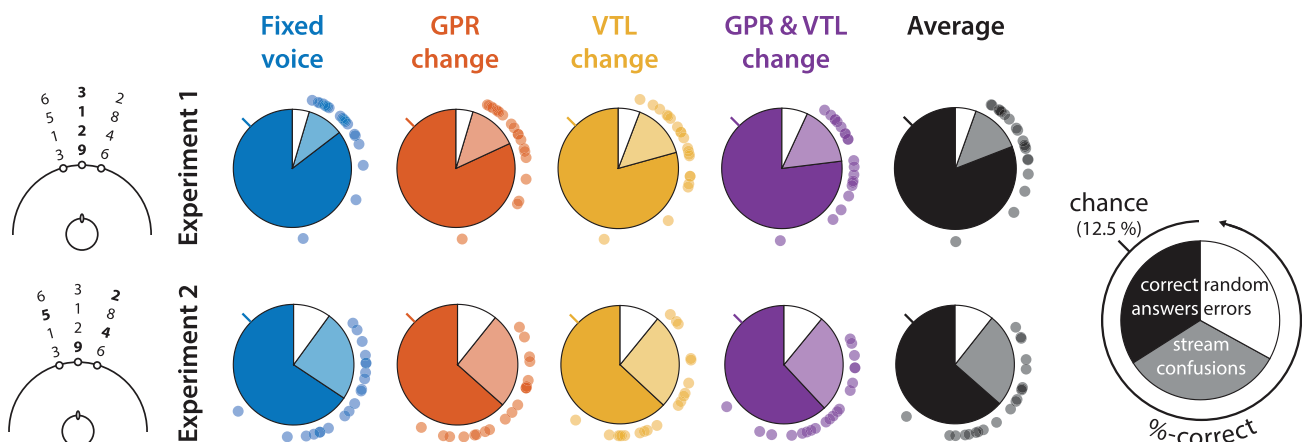 Fixed
voice
GPR
change
VTL
change
GPR & VTL
change
Average
Experiment 1
6 3 2
5 1 8
1 2 4
3 9 6
Experiment 2
6 3 2
5 1 8
1 2 4
3 9 6
chance
(12.5 %)
correct
answers
random
errors
stream
confusions
%-correct